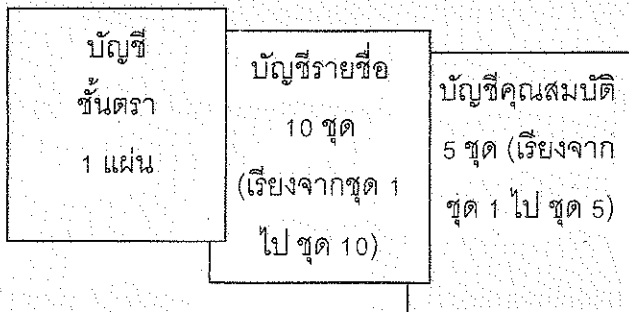 บัญชี
ชั้นตรา
1 แผ่น
บัญชีรายชื่อ
10 ชุด
(เรียงจากชุด 1
ไป ชุด 10)
บัญชีคุณสมบัติ
5 ชุด (เรียงจาก
ชุด 1 ไป ชุด 5)